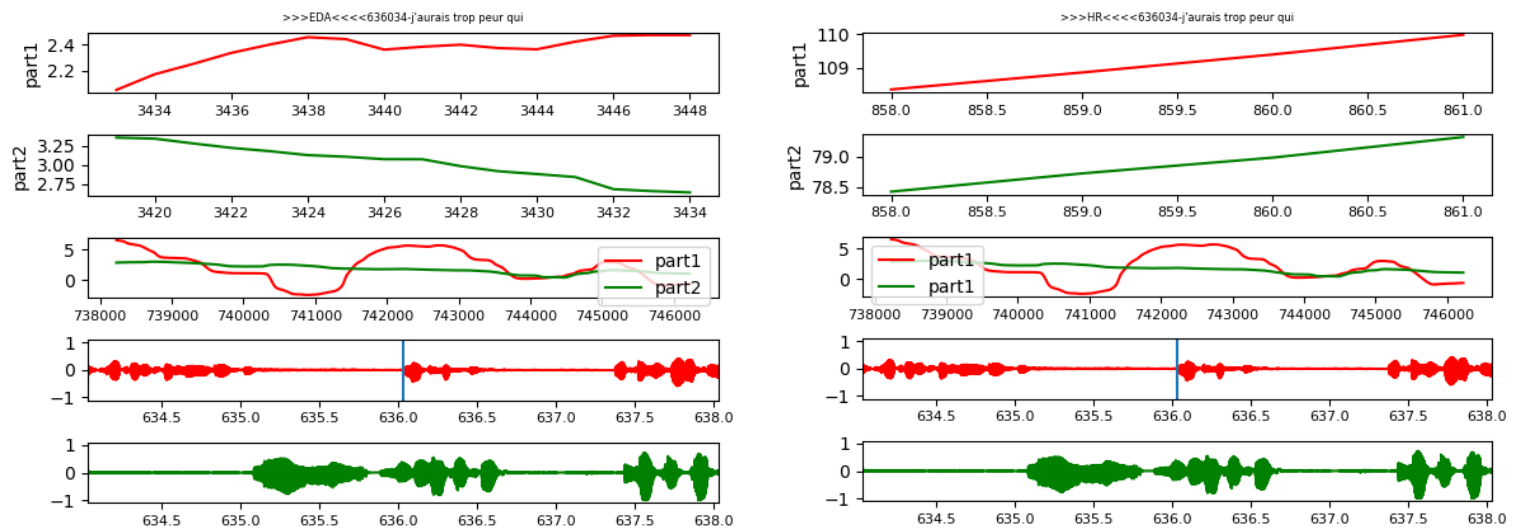 >>>EDA<<<<636034-j'aurais trop peur qui
part1
2.4
2.2
3434 3436 3438 3440 3442 3444 3446 3448
part2
3.25
3.00
2.75
3420 3422 3424 3426 3428 3430 3432 3434
5
0
part1
part2
738000 739000 740000 741000 742000 743000 744000 745000 746000
1
0
−1
634.5 635.0 635.5 636.0 636.5 637.0 637.5 638.0
1
0
−1
634.5 635.0 635.5 636.0 636.5 637.0 637.5 638.0
>>>HR<<<<636034-j'aurais trop peur qui
part1
110
109
858.0 858.5 859.0 859.5 860.0 860.5 861.0
part2
79.0
78.5
858.0 858.5 859.0 859.5 860.0 860.5 861.0
5
0
part1
part1
738000 739000 740000 741000 742000 743000 744000 745000 746000
1
0
−1
634.5 635.0 635.5 636.0 636.5 637.0 637.5 638.0
1
0
−1
634.5 635.0 635.5 636.0 636.5 637.0 637.5 638.0